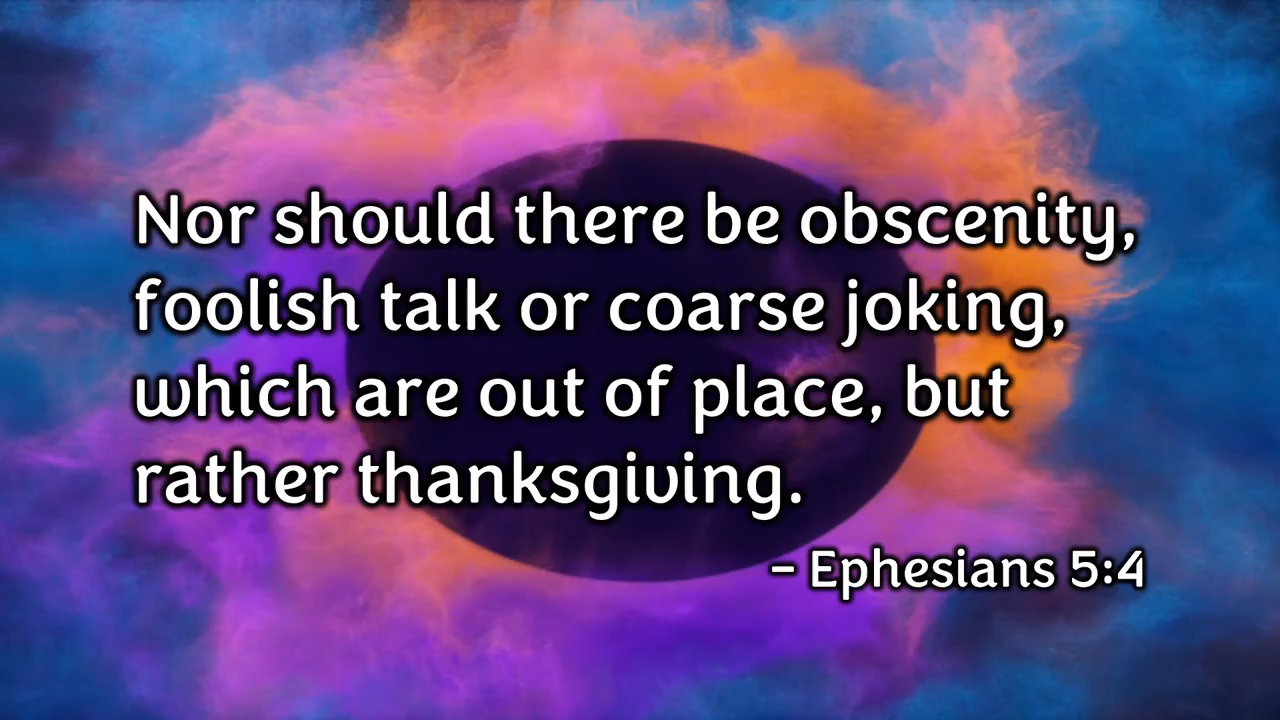 Nor should there be obscenity,
foolish talk or coarse joking,
which are out of place, but
rather thanksgiving.
– Ephesians 5:4